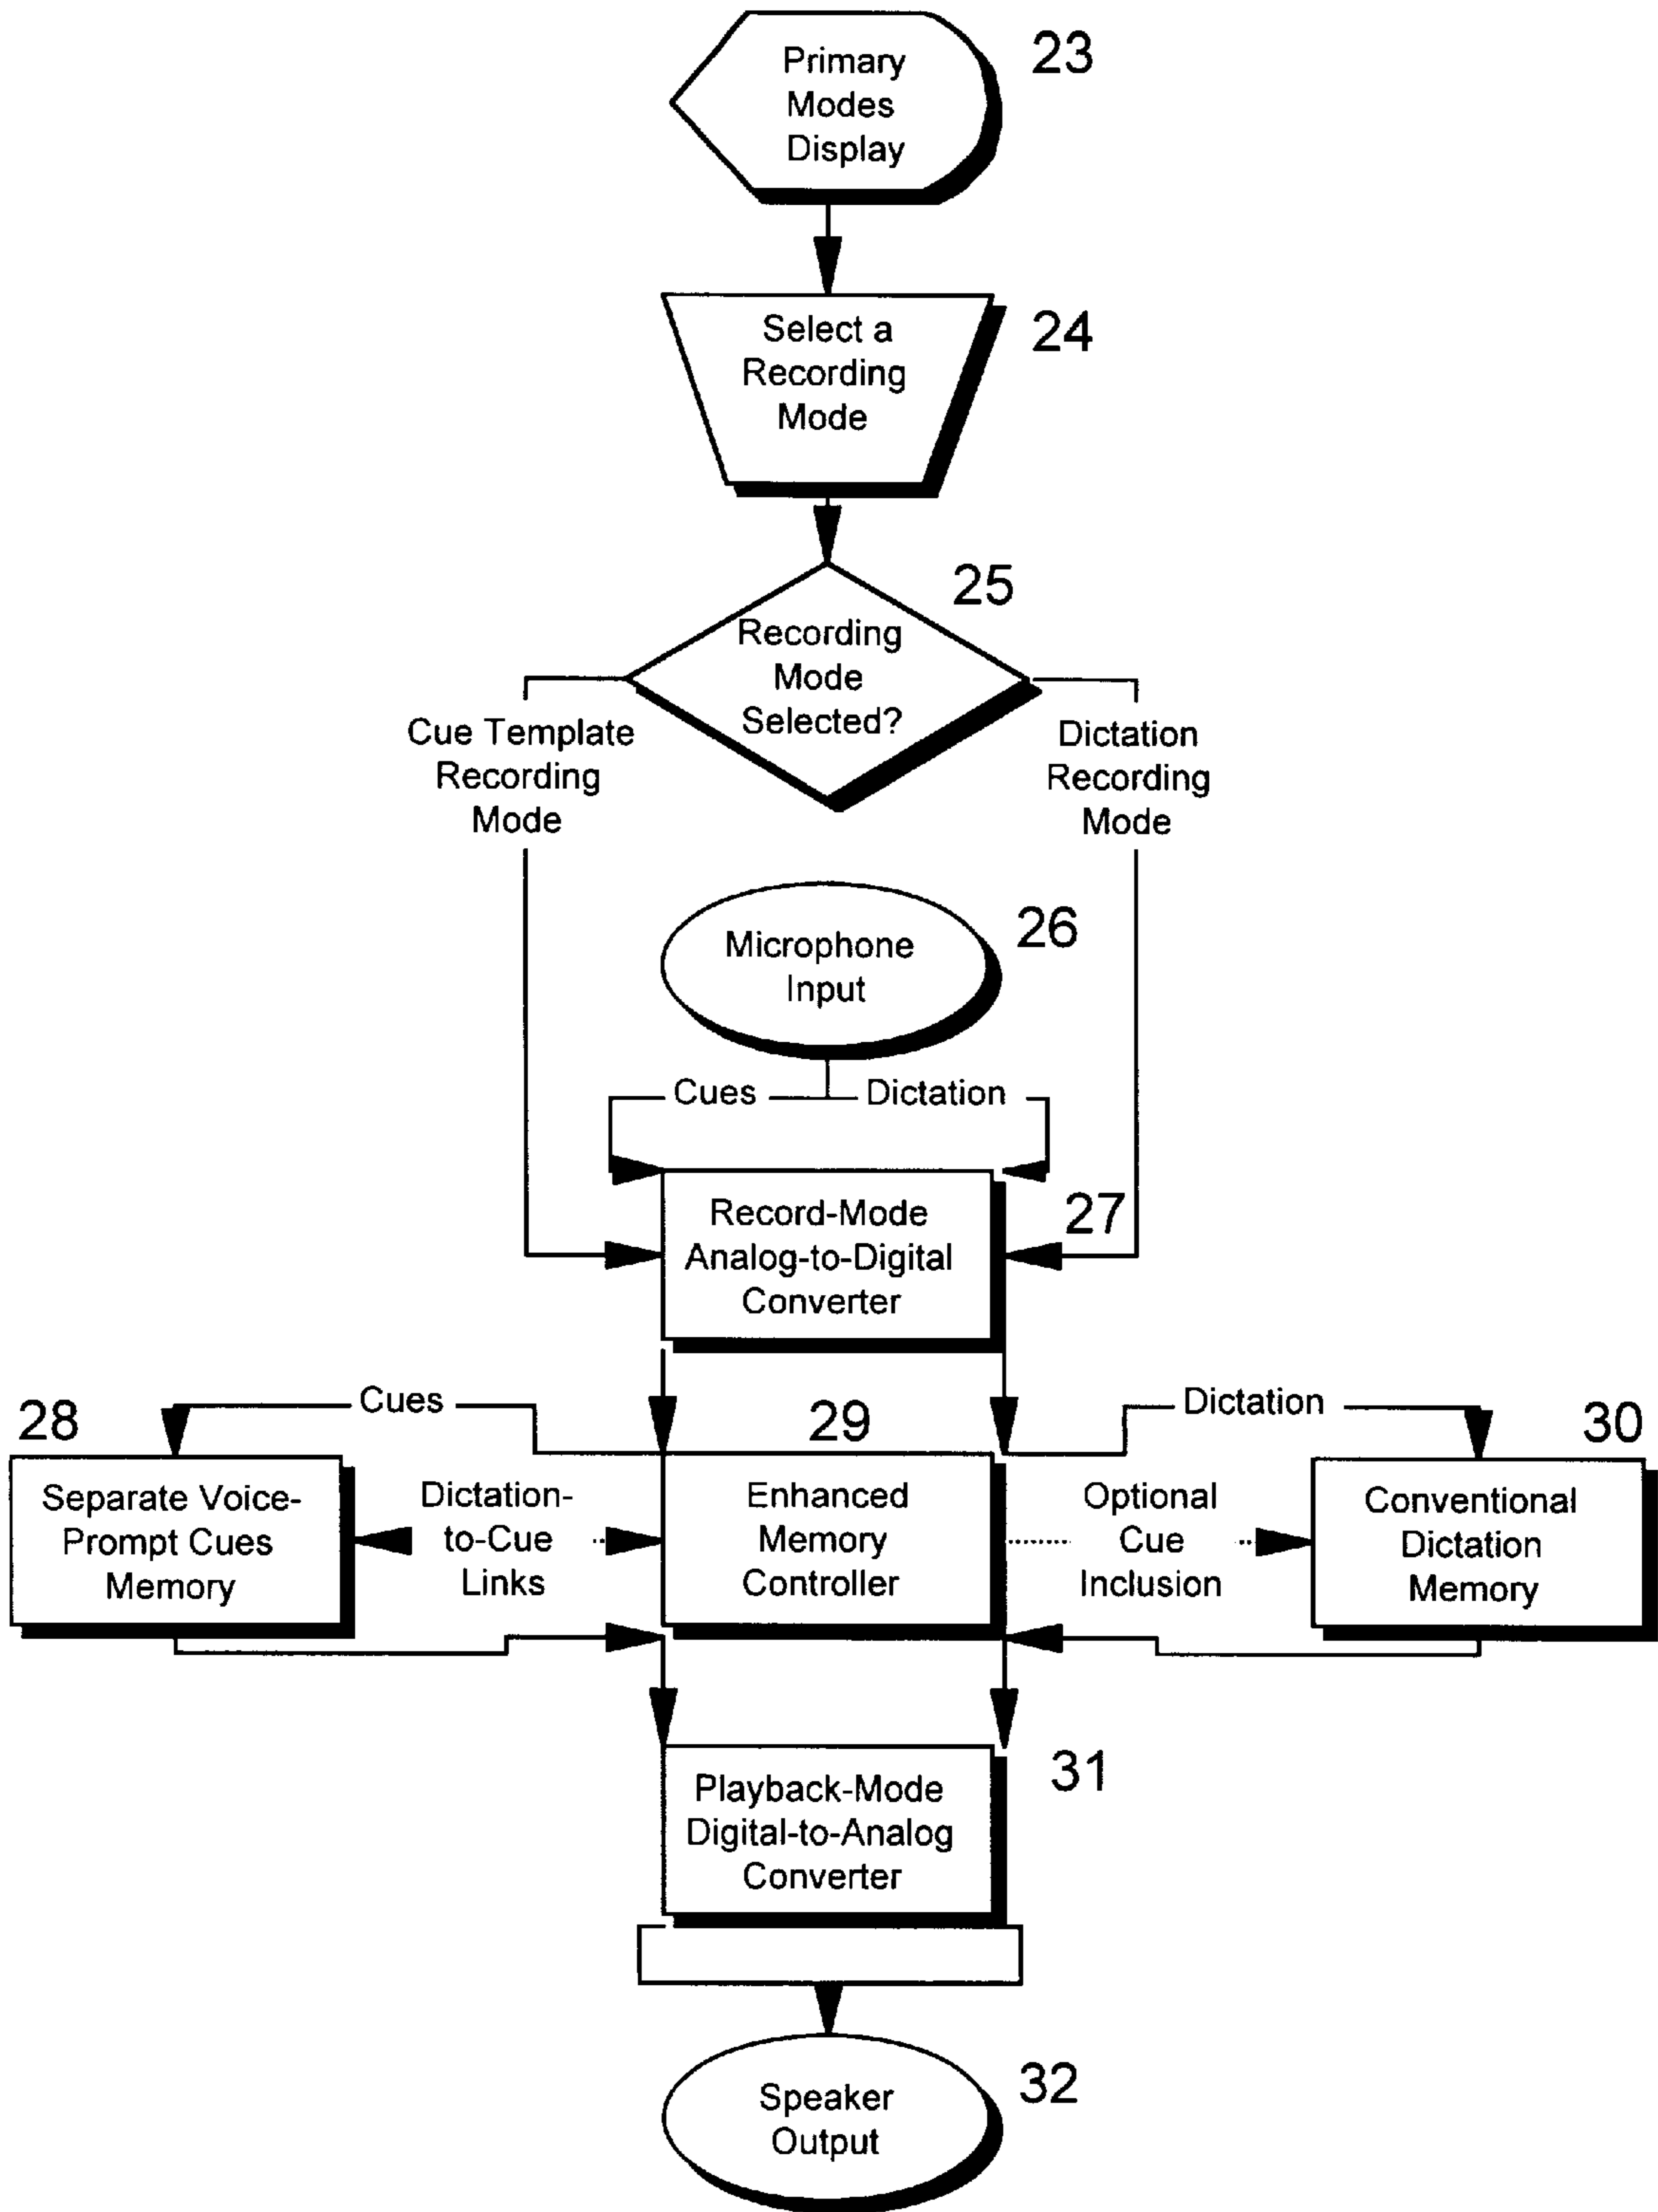 Primary
Modes
Display
23
Select a
Recording
Mode
24
25
Recording
Mode
Selected?
Cue Template
Recording
Mode
Dictation
Recording
Mode
Microphone
Input
26
Cues
Dictation
Record-Mode
Analog-to-Digital
Converter
27
Cues
Dictation
28
Separate Voice-
Prompt Cues
Memory
Dictation-
to-Cue
Links
29
Enhanced
Memory
Controller
Optional
Cue
Inclusion
30
Conventional
Dictation
Memory
Playback-Mode
Digital-to-Analog
Converter
31
Speaker
Output
32